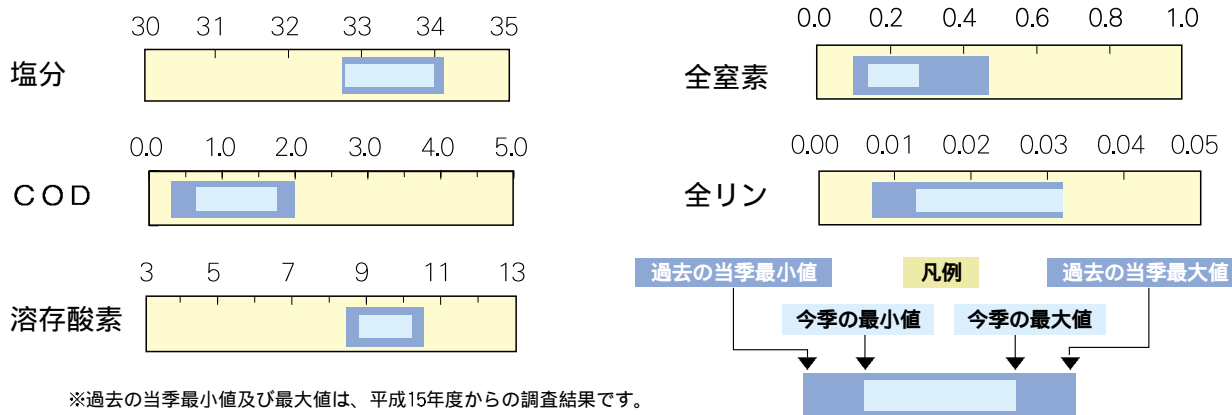 30 31 32 33 34 35
塩分
0.0 1.0 2.0 3.0 4.0 5.0
COD
3 5 7 9 11 13
溶存酸素
※過去の当季最小値及び最大値は、平成15年度からの調査結果です。
0.0 0.2 0.4 0.6 0.8 1.0
全窒素
0.00 0.01 0.02 0.03 0.04 0.05
全リン
過去の当季最小値 凡例 過去の当季最大値
今季の最小値 今季の最大値